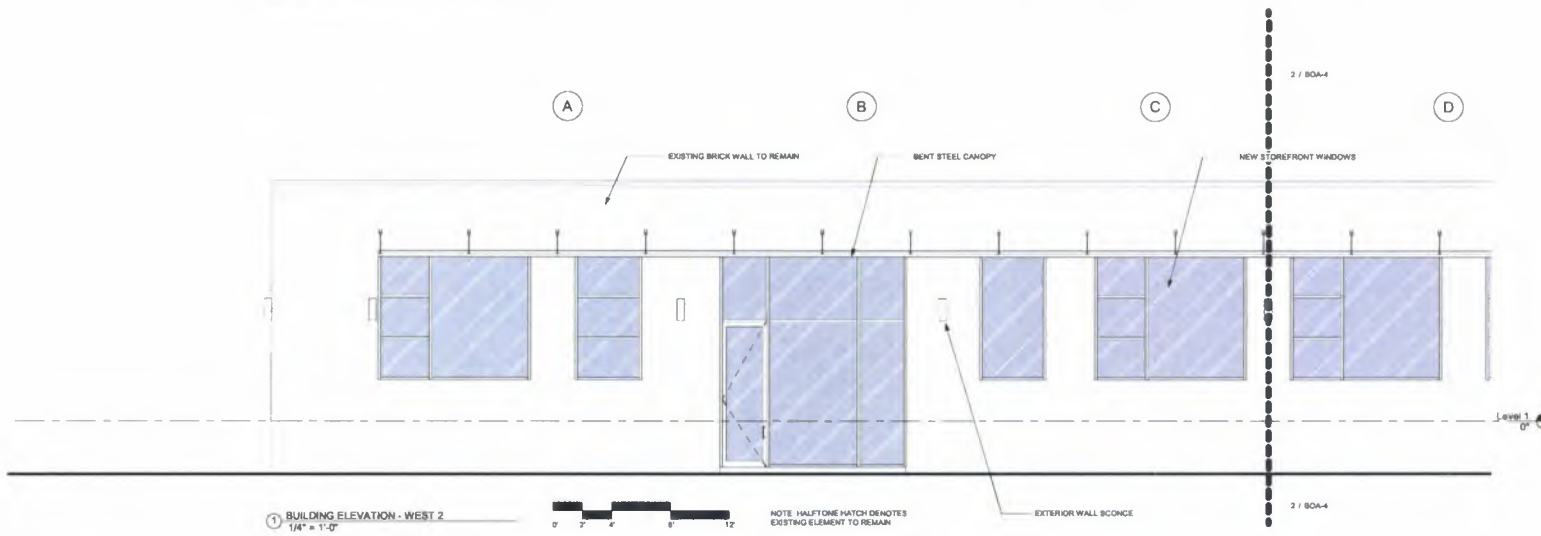 2 / BOA-4
A
B
C
D
EXISTING BRICK WALL TO REMAIN
BENT STEEL CANOPY
NEW STOREFRONT WINDOWS
Level 1
0"
1
BUILDING ELEVATION - WEST 2
1/4" = 1'-0"
0' 2' 4' 8' 12'
NOTE HALFTONE HATCH DENOTES
EXISTING ELEMENT TO REMAIN
EXTERIOR WALL SCONCE
2 / BOA-4